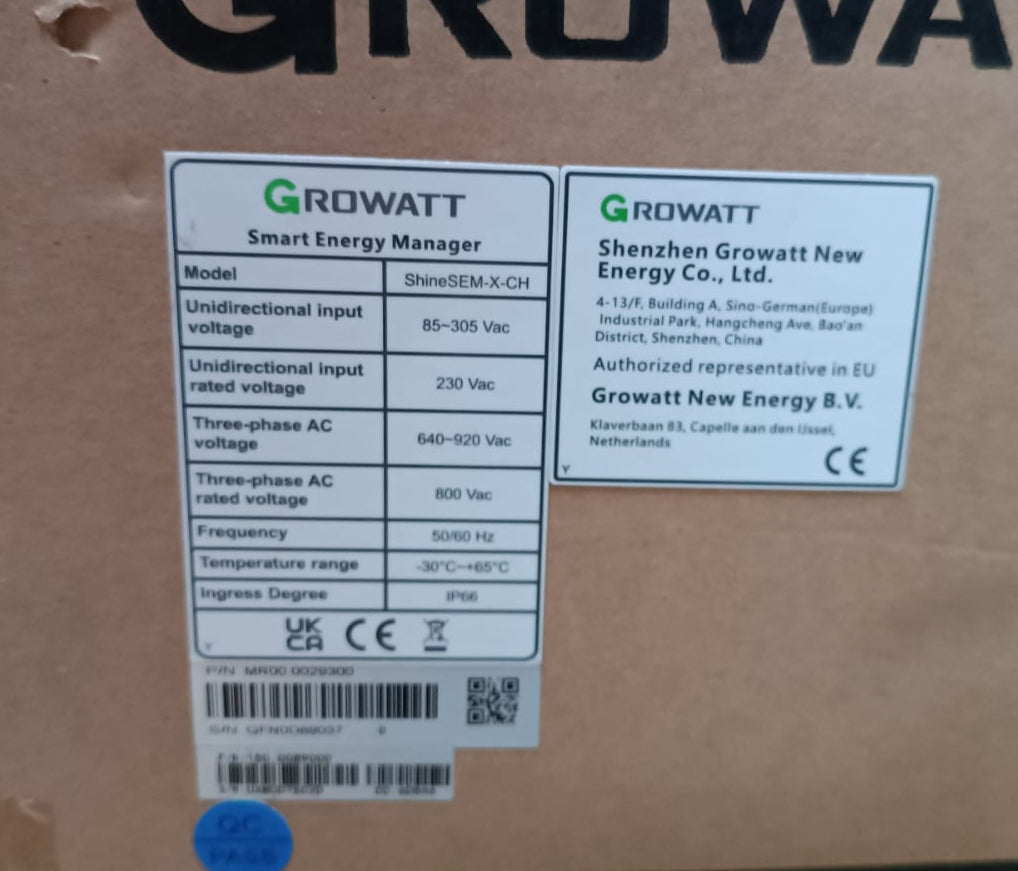 GROWA
GROWATT
Smart Energy Manager
Model ShineSEM-X-CH
Unidirectional input
voltage 85~305 Vac
Unidirectional input
rated voltage 230 Vac
Three-phase AC
voltage 640~920 Vac
Three-phase AC
rated voltage 800 Vac
Frequency 50/60 Hz
Temperature range -30°C~+65°C
Ingress Degree IP66
UK
CA CE
Y
P/N MR00.0029300
S/N
QC
PASS
GROWATT
Shenzhen Growatt New
Energy Co., Ltd.
4-13/F, Building A, Sino-German(Europe)
Industrial Park, Hangcheng Ave, Bao'an
District, Shenzhen, China
Authorized representative in EU
Growatt New Energy B.V.
Klaverbaan 83, Capelle aan den IJssel,
Netherlands
CE
Y